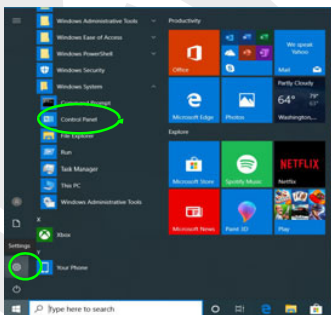 Windows Administrative Tools
Windows Ease of Access
Windows PowerShell
Windows Security
Windows System
Command Prompt
Control Panel
File Explorer
Run
Task Manager
This PC
Windows Administrative Tools
X
Xbox
Y
Your Phone
Settings
Type here to search
Productivity
Office
We speak
Yahoo
Mail
Microsoft Edge
Photos
Partly Cloudy
64°
Washington,...
Explore
Microsoft Store
Spotify Music
NETFLIX
Netflix
Microsoft News
Paint 3D
Play